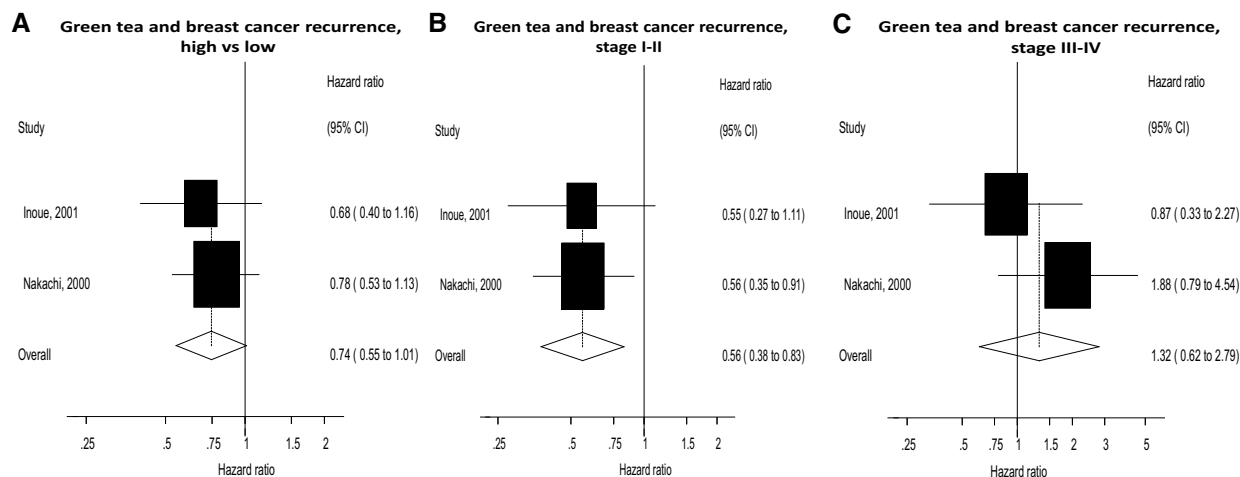 A Green tea and breast cancer recurrence,
high vs low
Hazard ratio
Study (95% CI)
Inoue, 2001 0.68 ( 0.40 to 1.16)
Nakachi, 2000 0.78 ( 0.53 to 1.13)
Overall 0.74 ( 0.55 to 1.01)
.25 .5 .75 1 1.5 2
Hazard ratio
B Green tea and breast cancer recurrence,
stage I-II
Hazard ratio
Study (95% CI)
Inoue, 2001 0.55 ( 0.27 to 1.11)
Nakachi, 2000 0.56 ( 0.35 to 0.91)
Overall 0.56 ( 0.38 to 0.83)
.25 .5 .75 1 1.5 2
Hazard ratio
C Green tea and breast cancer recurrence,
stage III-IV
Hazard ratio
Study (95% CI)
Inoue, 2001 0.87 ( 0.33 to 2.27)
Nakachi, 2000 1.88 ( 0.79 to 4.54)
Overall 1.32 ( 0.62 to 2.79)
.25 .5 .75 1 1.5 2 3 5
Hazard ratio